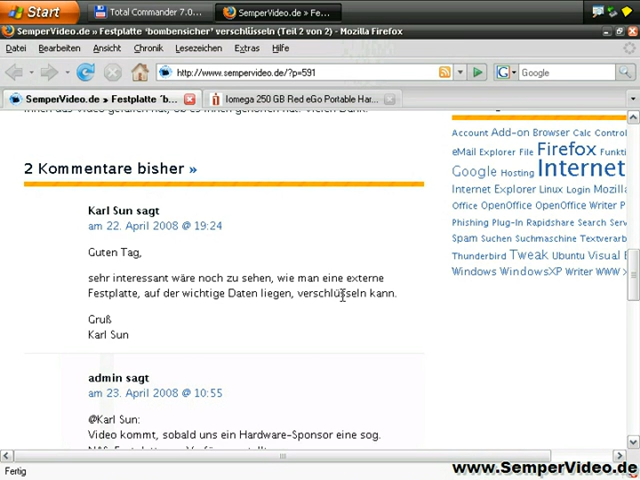 Start
Total Commander 7.0...
SemperVideo.de » Fes...
SemperVideo.de » Festplatte ‘bombensicher’ verschlüsseln (Teil 2 von 2) - Mozilla Firefox
Datei Bearbeiten Ansicht Chronik Lesezeichen Extras Hilfe
http://www.sempervideo.de/?p=591
Google
SemperVideo.de » Festplatte ´b...
Iomega 250 GB Red eGo Portable Har...
2 Kommentare bisher »
Karl Sun sagt
am 22. April 2008 @ 19:24
Guten Tag,
sehr interessant wäre noch zu sehen, wie man eine externe
Festplatte, auf der wichtige Daten liegen, verschlüsseln kann.
Gruß
Karl Sun
admin sagt
am 23. April 2008 @ 10:55
@Karl Sun:
Video kommt, sobald uns ein Hardware-Sponsor eine sog.
Account Add-on Browser Calc Control
eMail Explorer File Firefox Funkti
Google Hosting Internet
Internet Explorer Linux Login Mozilla
Office OpenOffice OpenOffice Writer P
Phishing Plug-In Rapidshare Search Serv
Spam Suchen Suchmaschine Textverarb
Thunderbird Tweak Ubuntu Visual
Windows WindowsXP Writer WWW
Fertig
www.SemperVideo.de